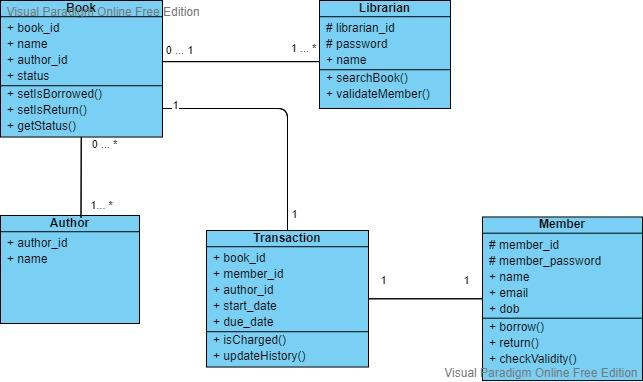 Visual Paradigm Online Free Edition
Book
+ book_id
+ name
+ author_id
+ status
+ setIsBorrowed()
+ setIsReturn()
+ getStatus()
0 ... 1
1... *
Librarian
# librarian_id
# password
+ name
+ searchBook()
+ validateMember()
1
1
0 ... *
1... *
Author
+ author_id
+ name
Transaction
+ book_id
+ member_id
+ author_id
+ start_date
+ due_date
+ isCharged()
+ updateHistory()
1
1
Member
# member_id
# member_password
+ name
+ email
+ dob
+ borrow()
+ return()
+ checkValidity()
Visual Paradigm Online Free Edition